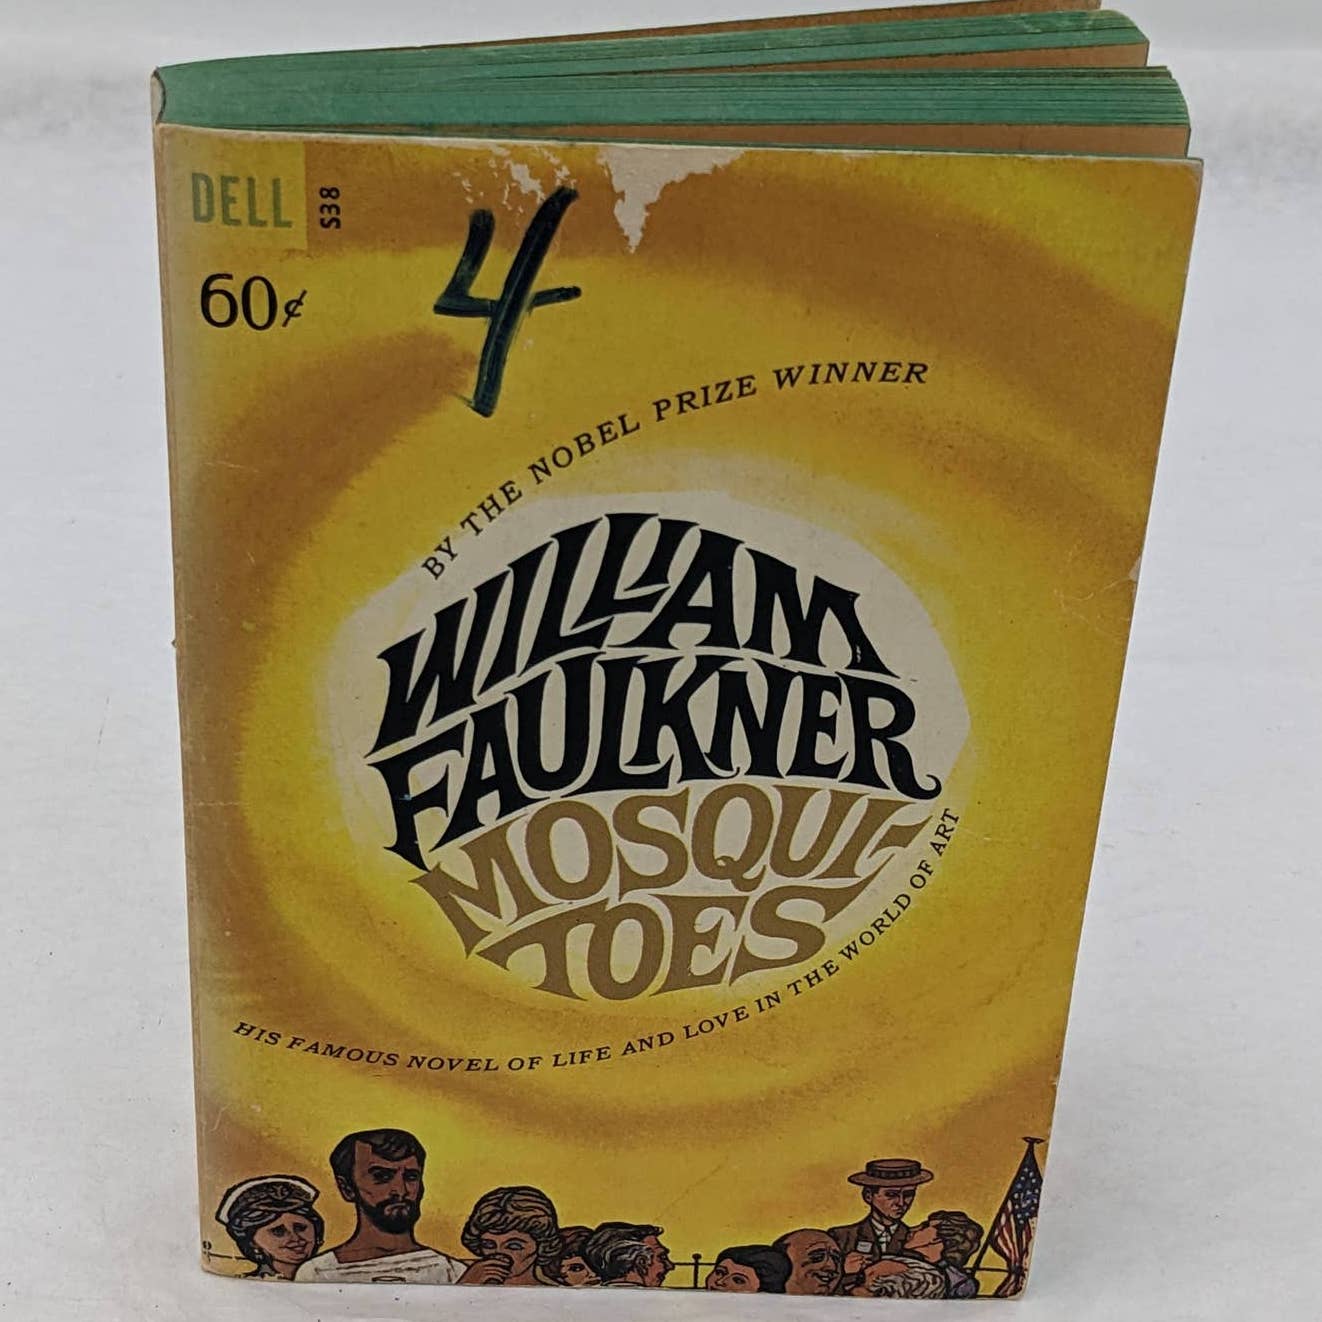 DELL
S38
60¢
4
BY THE NOBEL PRIZE WINNER
WILLIAM
FAULKNER
MOSQUI-
TOES
HIS FAMOUS NOVEL OF LIFE AND LOVE IN THE WORLD OF ART